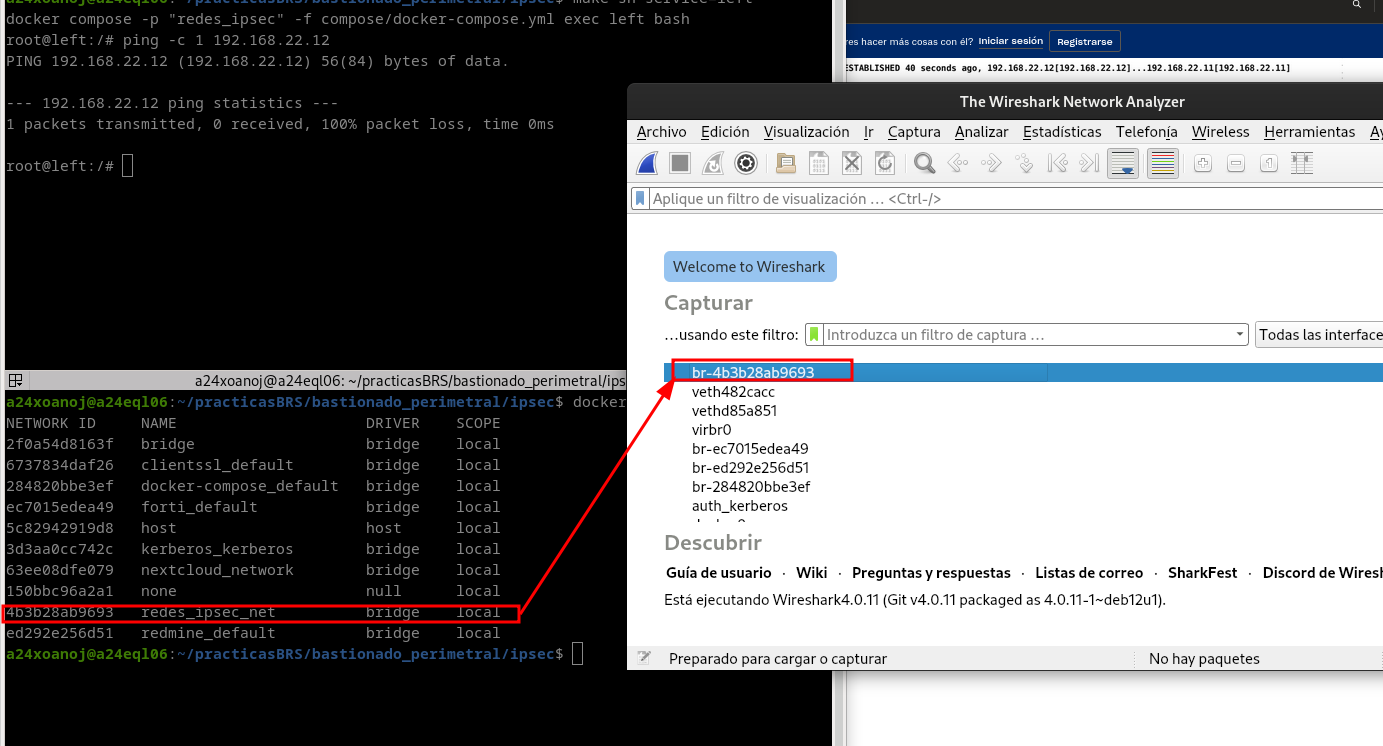 a24xoanoj@a24eql06:~/practicasBRS/bastionado_perimetral/ipsec$ make sh service=left
docker compose -p "redes_ipsec" -f compose/docker-compose.yml exec left bash
root@left:/# ping -c 1 192.168.22.12
PING 192.168.22.12 (192.168.22.12) 56(84) bytes of data.
--- 192.168.22.12 ping statistics ---
1 packets transmitted, 0 received, 100% packet loss, time 0ms
root@left:/#
a24xoanoj@a24eql06: ~/practicasBRS/bastionado_perimetral/ips
a24xoanoj@a24eql06:~/practicasBRS/bastionado_perimetral/ipsec$ docker
NETWORK ID NAME DRIVER SCOPE
2f0a54d8163f bridge bridge local
6737834daf26 clientssl_default bridge local
284820bbe3ef docker-compose_default bridge local
ec7015edea49 forti_default bridge local
5c82942919d8 host host local
3d3aa0cc742c kerberos_kerberos bridge local
63ee08dfe079 nextcloud_network bridge local
150bbc96a2a1 none null local
4b3b28ab9693 redes_ipsec_net bridge local
ed292e256d51 redmine_default bridge local
a24xoanoj@a24eql06:~/practicasBRS/bastionado_perimetral/ipsec$
res hacer más cosas con él? Iniciar sesión Registrarse
ESTABLISHED 40 seconds ago, 192.168.22.12[192.168.22.12]...192.168.22.11[192.168.22.11]
The Wireshark Network Analyzer
Archivo Edición Visualización Ir Captura Analizar Estadísticas Telefonía Wireless Herramientas Ay
Aplique un filtro de visualización … <Ctrl-/>
Welcome to Wireshark
Capturar
…usando este filtro: Introduzca un filtro de captura … Todas las interface
br-4b3b28ab9693
veth482cacc
vethd85a851
virbr0
br-ec7015edea49
br-ed292e256d51
br-284820bbe3ef
auth_kerberos
Descubrir
Guía de usuario · Wiki · Preguntas y respuestas · Listas de correo · SharkFest · Discord de Wiresh
Está ejecutando Wireshark4.0.11 (Git v4.0.11 packaged as 4.0.11-1~deb12u1).
Preparado para cargar o capturar No hay paquetes